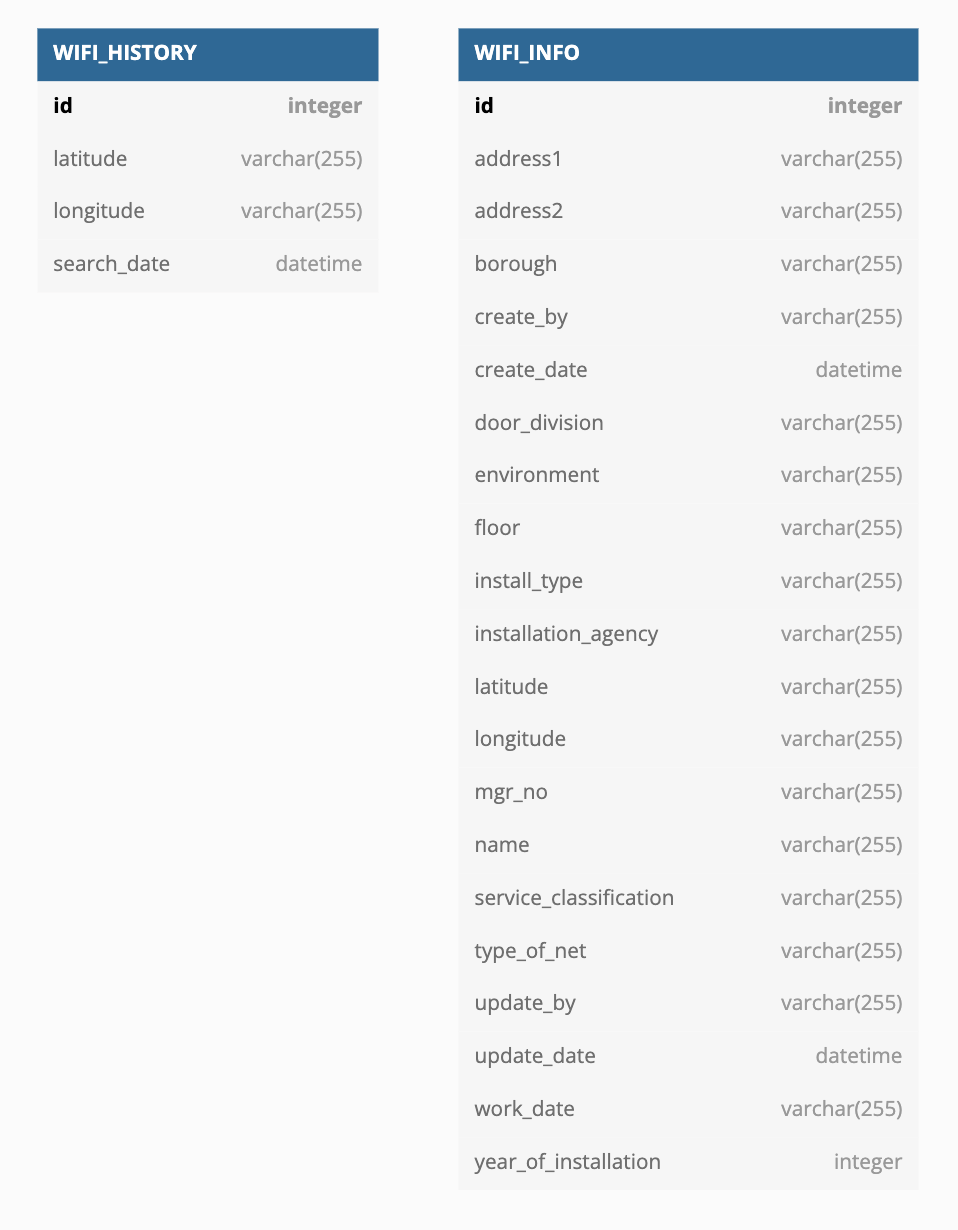 WIFI_HISTORY
id integer
latitude varchar(255)
longitude varchar(255)
search_date datetime
WIFI_INFO
id integer
address1 varchar(255)
address2 varchar(255)
borough varchar(255)
create_by varchar(255)
create_date datetime
door_division varchar(255)
environment varchar(255)
floor varchar(255)
install_type varchar(255)
installation_agency varchar(255)
latitude varchar(255)
longitude varchar(255)
mgr_no varchar(255)
name varchar(255)
service_classification varchar(255)
type_of_net varchar(255)
update_by varchar(255)
update_date datetime
work_date varchar(255)
year_of_installation integer